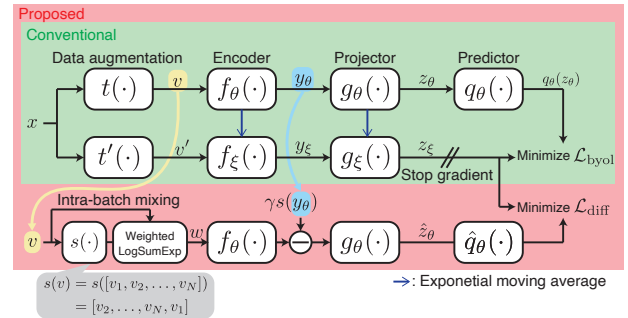 Proposed
Conventional
Data augmentation Encoder Projector Predictor
x t(·) v f_θ(·) y_θ g_θ(·) z_θ q_θ(·) q_θ(z_θ)
t′(·) v′ f_ξ(·) y_ξ g_ξ(·) z_ξ Minimize ℒ_byol
Stop gradient
Intra-batch mixing γs(y_θ) Minimize ℒ_diff
v s(·) Weighted LogSumExp w f_θ(·) − g_θ(·) ẑ_θ q̂_θ(·)
s(v) = s([v_1, v_2, . . . , v_N])
= [v_2, . . . , v_N, v_1]
→: Exponetial moving average